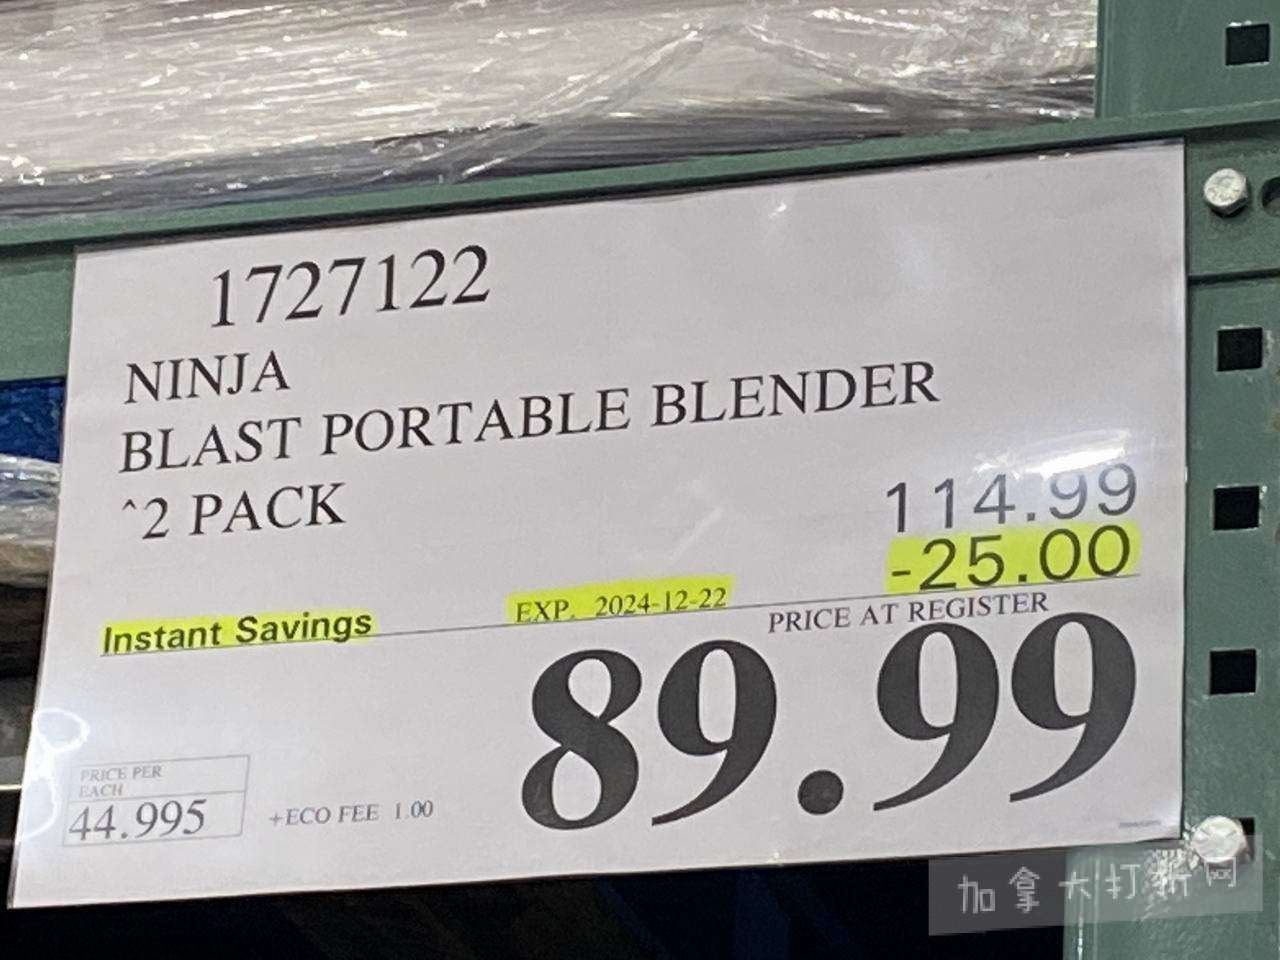 1727122
NINJA
BLAST PORTABLE BLENDER
^2 PACK
114.99
-25.00
Instant Savings EXP. 2024-12-22
PRICE AT REGISTER
89.99
PRICE PER
EACH
44.995
+ECO FEE 1.00
加拿大打折网